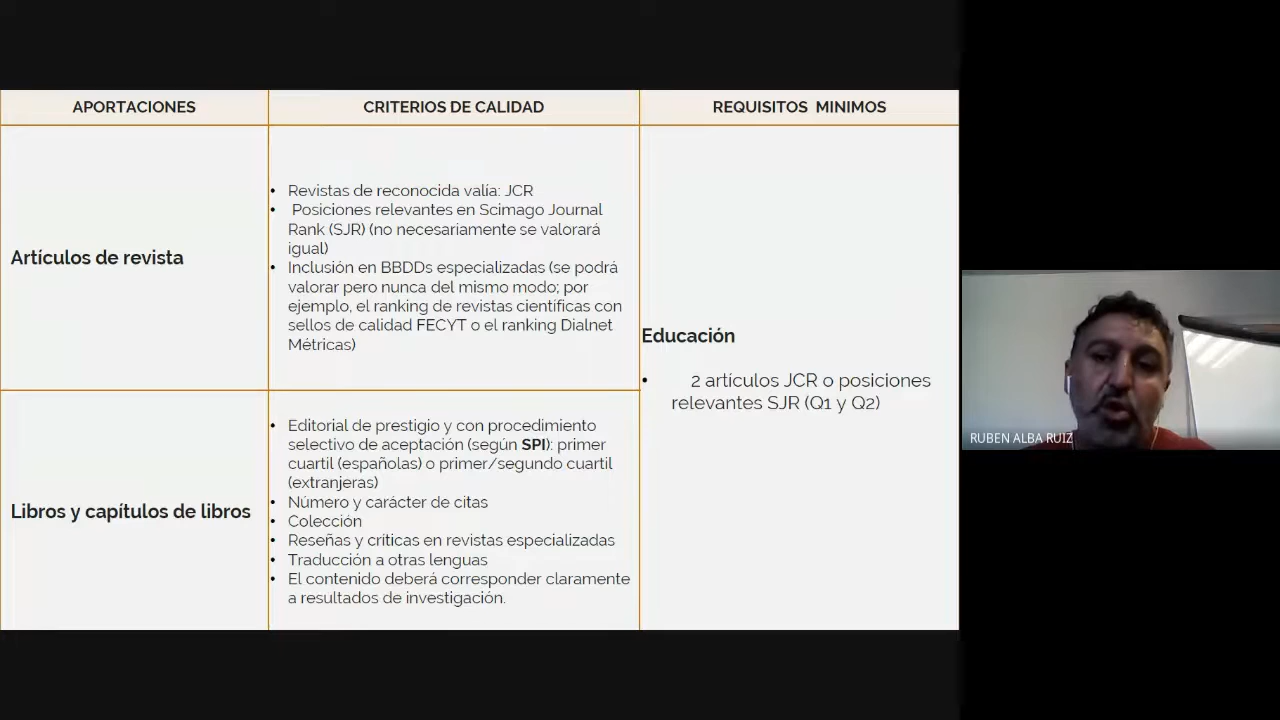 APORTACIONES
CRITERIOS DE CALIDAD
REQUISITOS MINIMOS
Artículos de revista
• Revistas de reconocida valía: JCR
• Posiciones relevantes en Scimago Journal
Rank (SJR) (no necesariamente se valorará
igual)
• Inclusión en BBDDs especializadas (se podrá
valorar pero nunca del mismo modo; por
ejemplo, el ranking de revistas científicas con
sellos de calidad FECYT o el ranking Dialnet
Métricas)
Libros y capítulos de libros
• Editorial de prestigio y con procedimiento
selectivo de aceptación (según SPI): primer
cuartil (españolas) o primer/segundo cuartil
(extranjeras)
• Número y carácter de citas
• Colección
• Reseñas y críticas en revistas especializadas
• Traducción a otras lenguas
• El contenido deberá corresponder claramente
a resultados de investigación.
Educación
• 2 artículos JCR o posiciones
relevantes SJR (Q1 y Q2)
RUBEN ALBA RUIZ